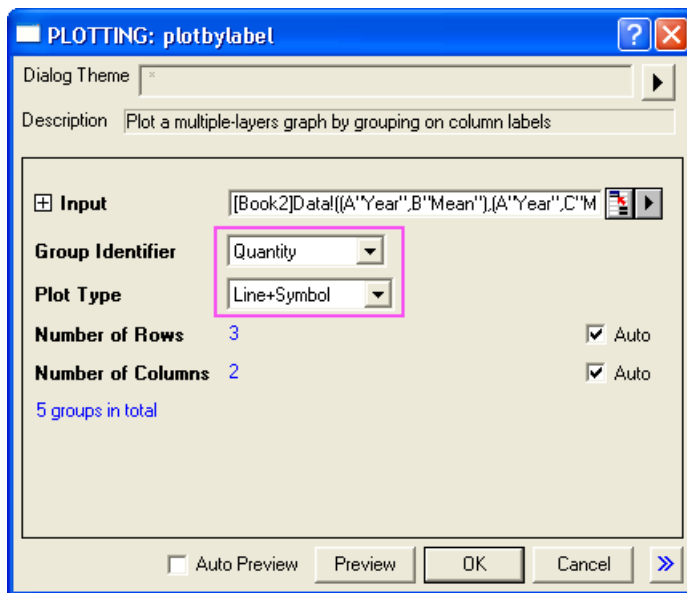 PLOTTING: plotbylabel
Dialog Theme *
Description Plot a multiple-layers graph by grouping on column labels
Input [Book2]Data!((A"Year",B"Mean"),(A"Year",C"M
Group Identifier Quantity
Plot Type Line+Symbol
Number of Rows 3 Auto
Number of Columns 2 Auto
5 groups in total
Auto Preview Preview OK Cancel